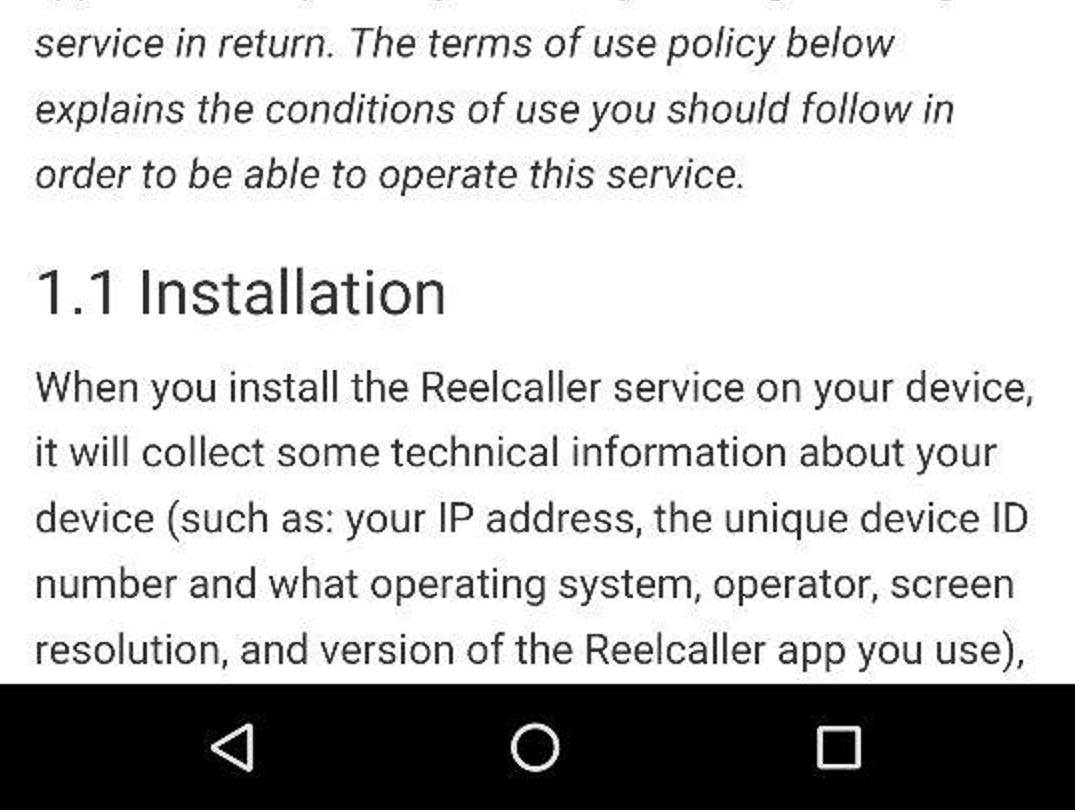 service in return. The terms of use policy below
explains the conditions of use you should follow in
order to be able to operate this service.
1.1 Installation
When you install the Reelcaller service on your device,
it will collect some technical information about your
device (such as: your IP address, the unique device ID
number and what operating system, operator, screen
resolution, and version of the Reelcaller app you use),